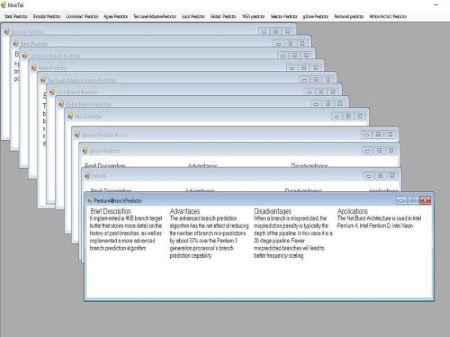 MainTab
Static Predictor Bimodal Predictor Combined Predictor Agree Predictor Two Level Adaptive Predictor Local Predictor Global Predictor YAGS predictor Selector Predictor gShare Predictor Pentium4 predictor
Bimodal Predictor
Static Predictor
Combined Predictor
Agree Predictor
Two Level Adaptive Branch Predictor
Local Branch Predictor
Global Branch Predictor
YAGS predictor
Selector Predictor
gShare Predictor
Brief Description Advantages Disadvantages
Brief Description Advantages Disadvantages Applications
Pentium4BranchPredictor
Brief Description Advantages Disadvantages Applications
It implemented a 4KB branch target
buffer that stores more detail on the
history of past branches, as well as
implemented a more advanced
branch prediction algorithm
The enhanced branch prediction
algorithm has the net effect of reducing
the number of branch mis-predictions
by about 33% over the Pentium 3
generation processor's branch
prediction capability
When a branch is mispredicted, the
misprediction penalty is typically the
depth of the pipeline. In this case it is a
20 stage pipeline. Fewer
mispredicted branches will lead to
better frequency scaling.
The Net Burst Architecture is used in Intel
Pentium 4, Intel Pentium D, Intel Xeon